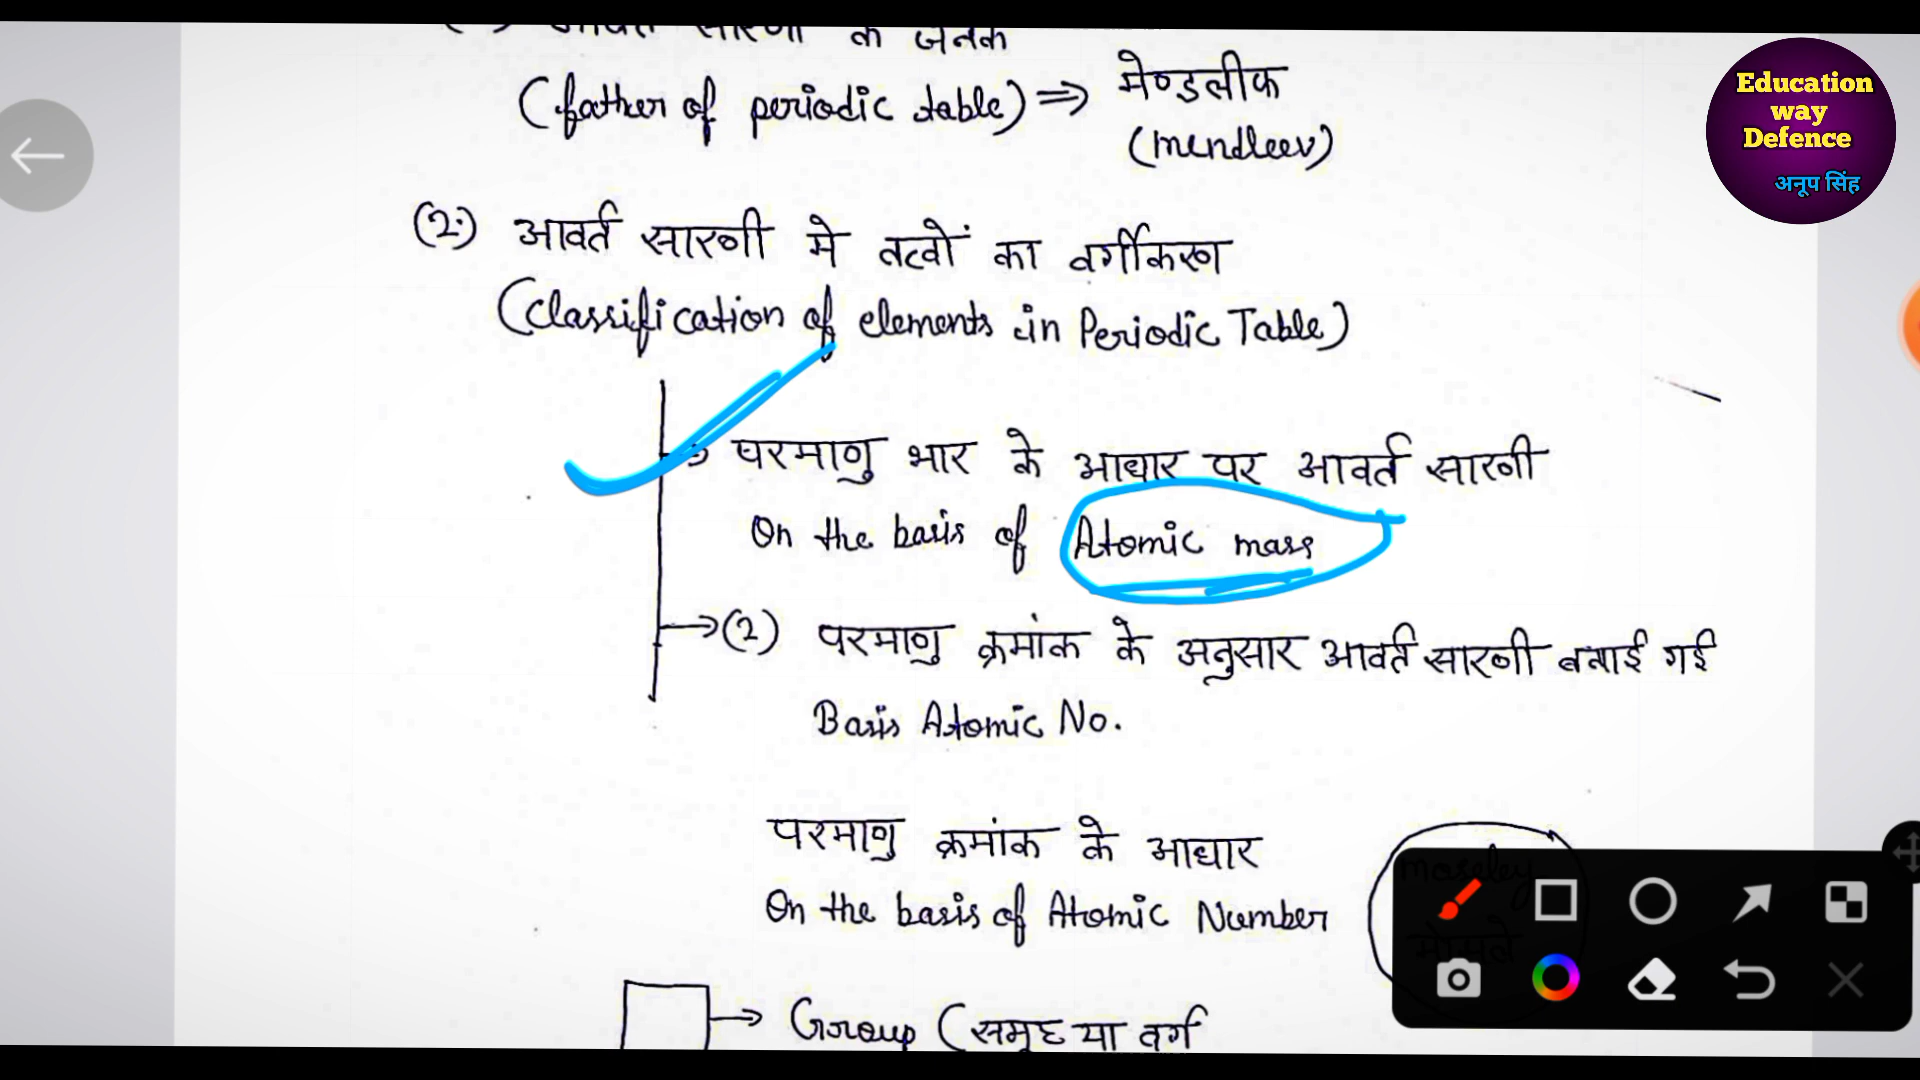 के जनक
(father of periodic table) ⇒ मेण्डलीफ
(mendleev)
Education
way
Defence
अनूप सिंह
(2.) आवर्त सारणी मे तत्वों का वर्गीकरण
(Classification of elements in Periodic Table)
→ परमाणु भार के आधार पर आवर्त सारणी
On the basis of Atomic mass
→(2) परमाणु क्रमांक के अनुसार आवर्त सारणी बनाई गई
Basis Atomic No.
परमाणु क्रमांक के आधार
On the basis of Atomic Number
moseley
→ Group (समूह या वर्ग